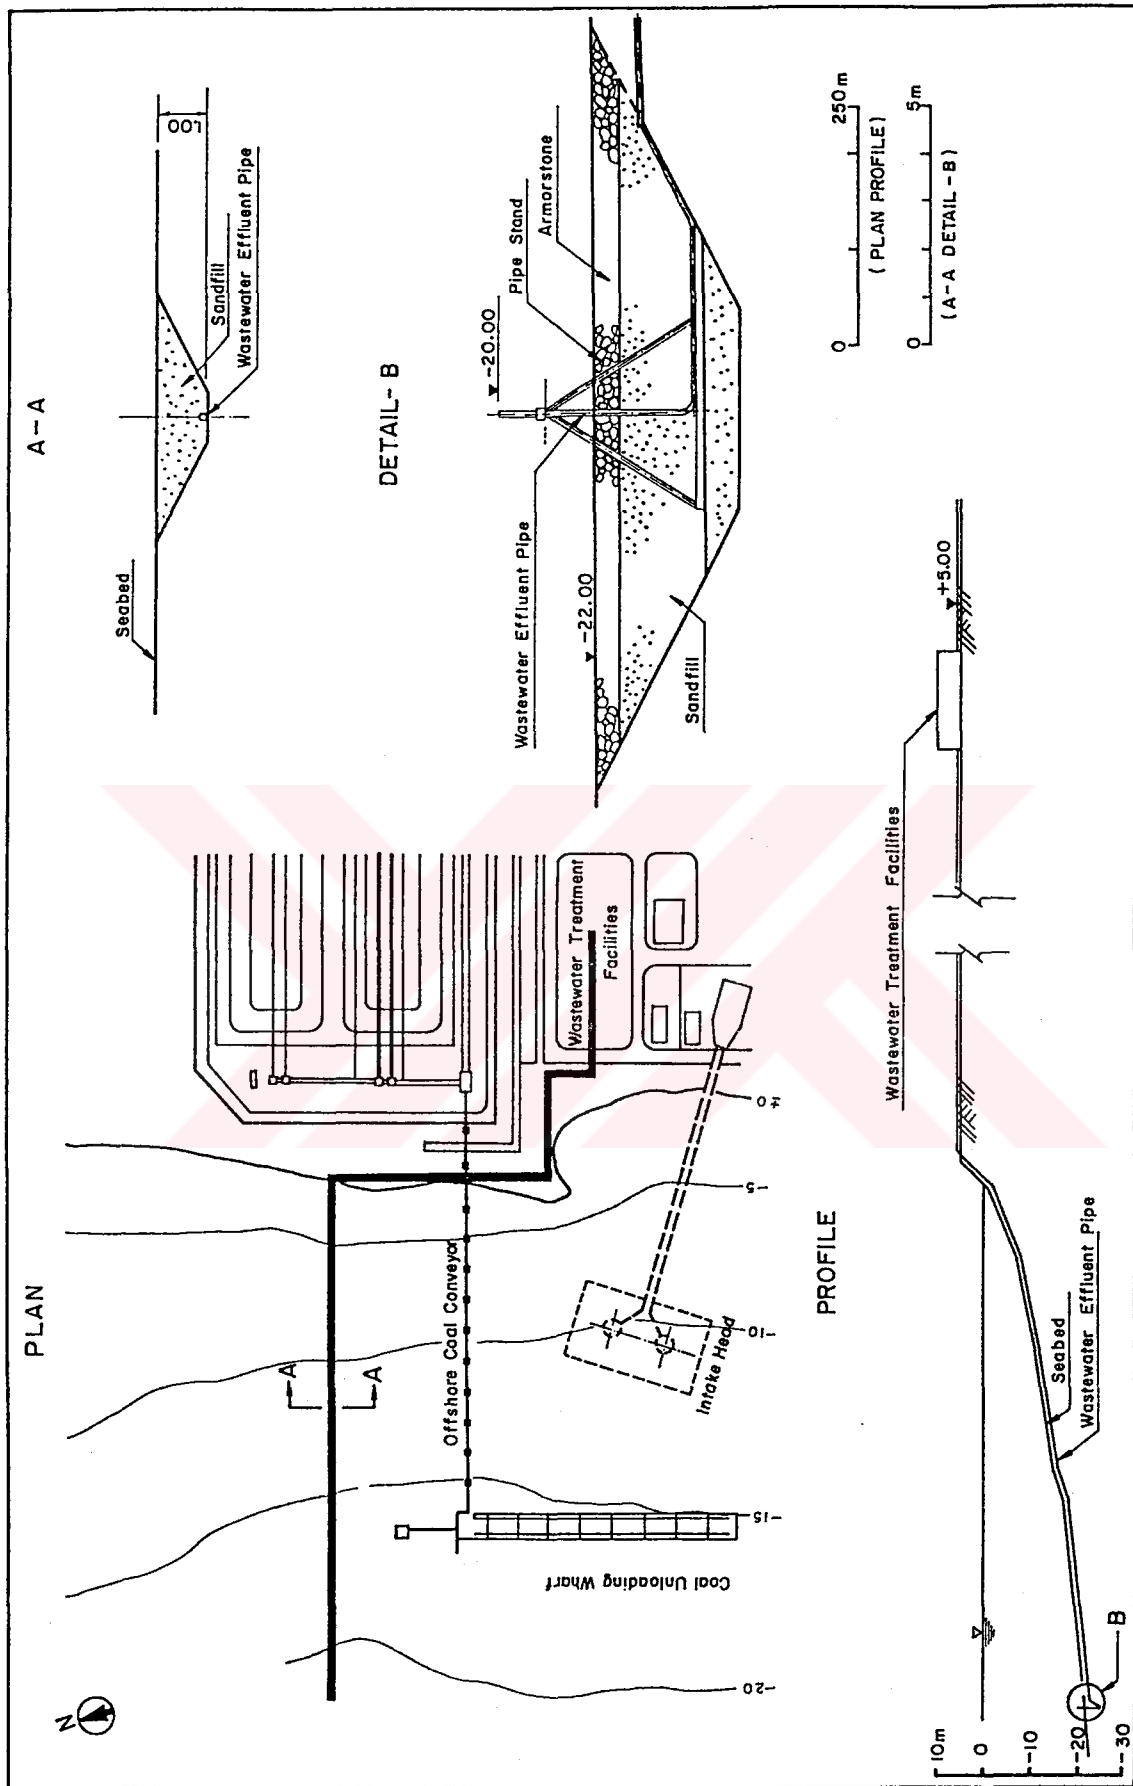 PLAN
N
A
A
Offshore Coal Conveyor
Coal Unloading Wharf
Intake Head
Wastewater Treatment
Facilities
±0
-5
-10
-15
-20
A-A
Seabed
1.00
Sandfill
Wastewater Effluent Pipe
DETAIL-B
-20.00
Pipe Stand
Armorstone
Wastewater Effluent Pipe
-22.00
Sandfill
0
250m
( PLAN PROFILE )
0
5m
(A-A DETAIL-B)
PROFILE
10m
0
-10
-20
-30
B
Seabed
Wastewater Effluent Pipe
Wastewater Treatment Facilities
+5.00